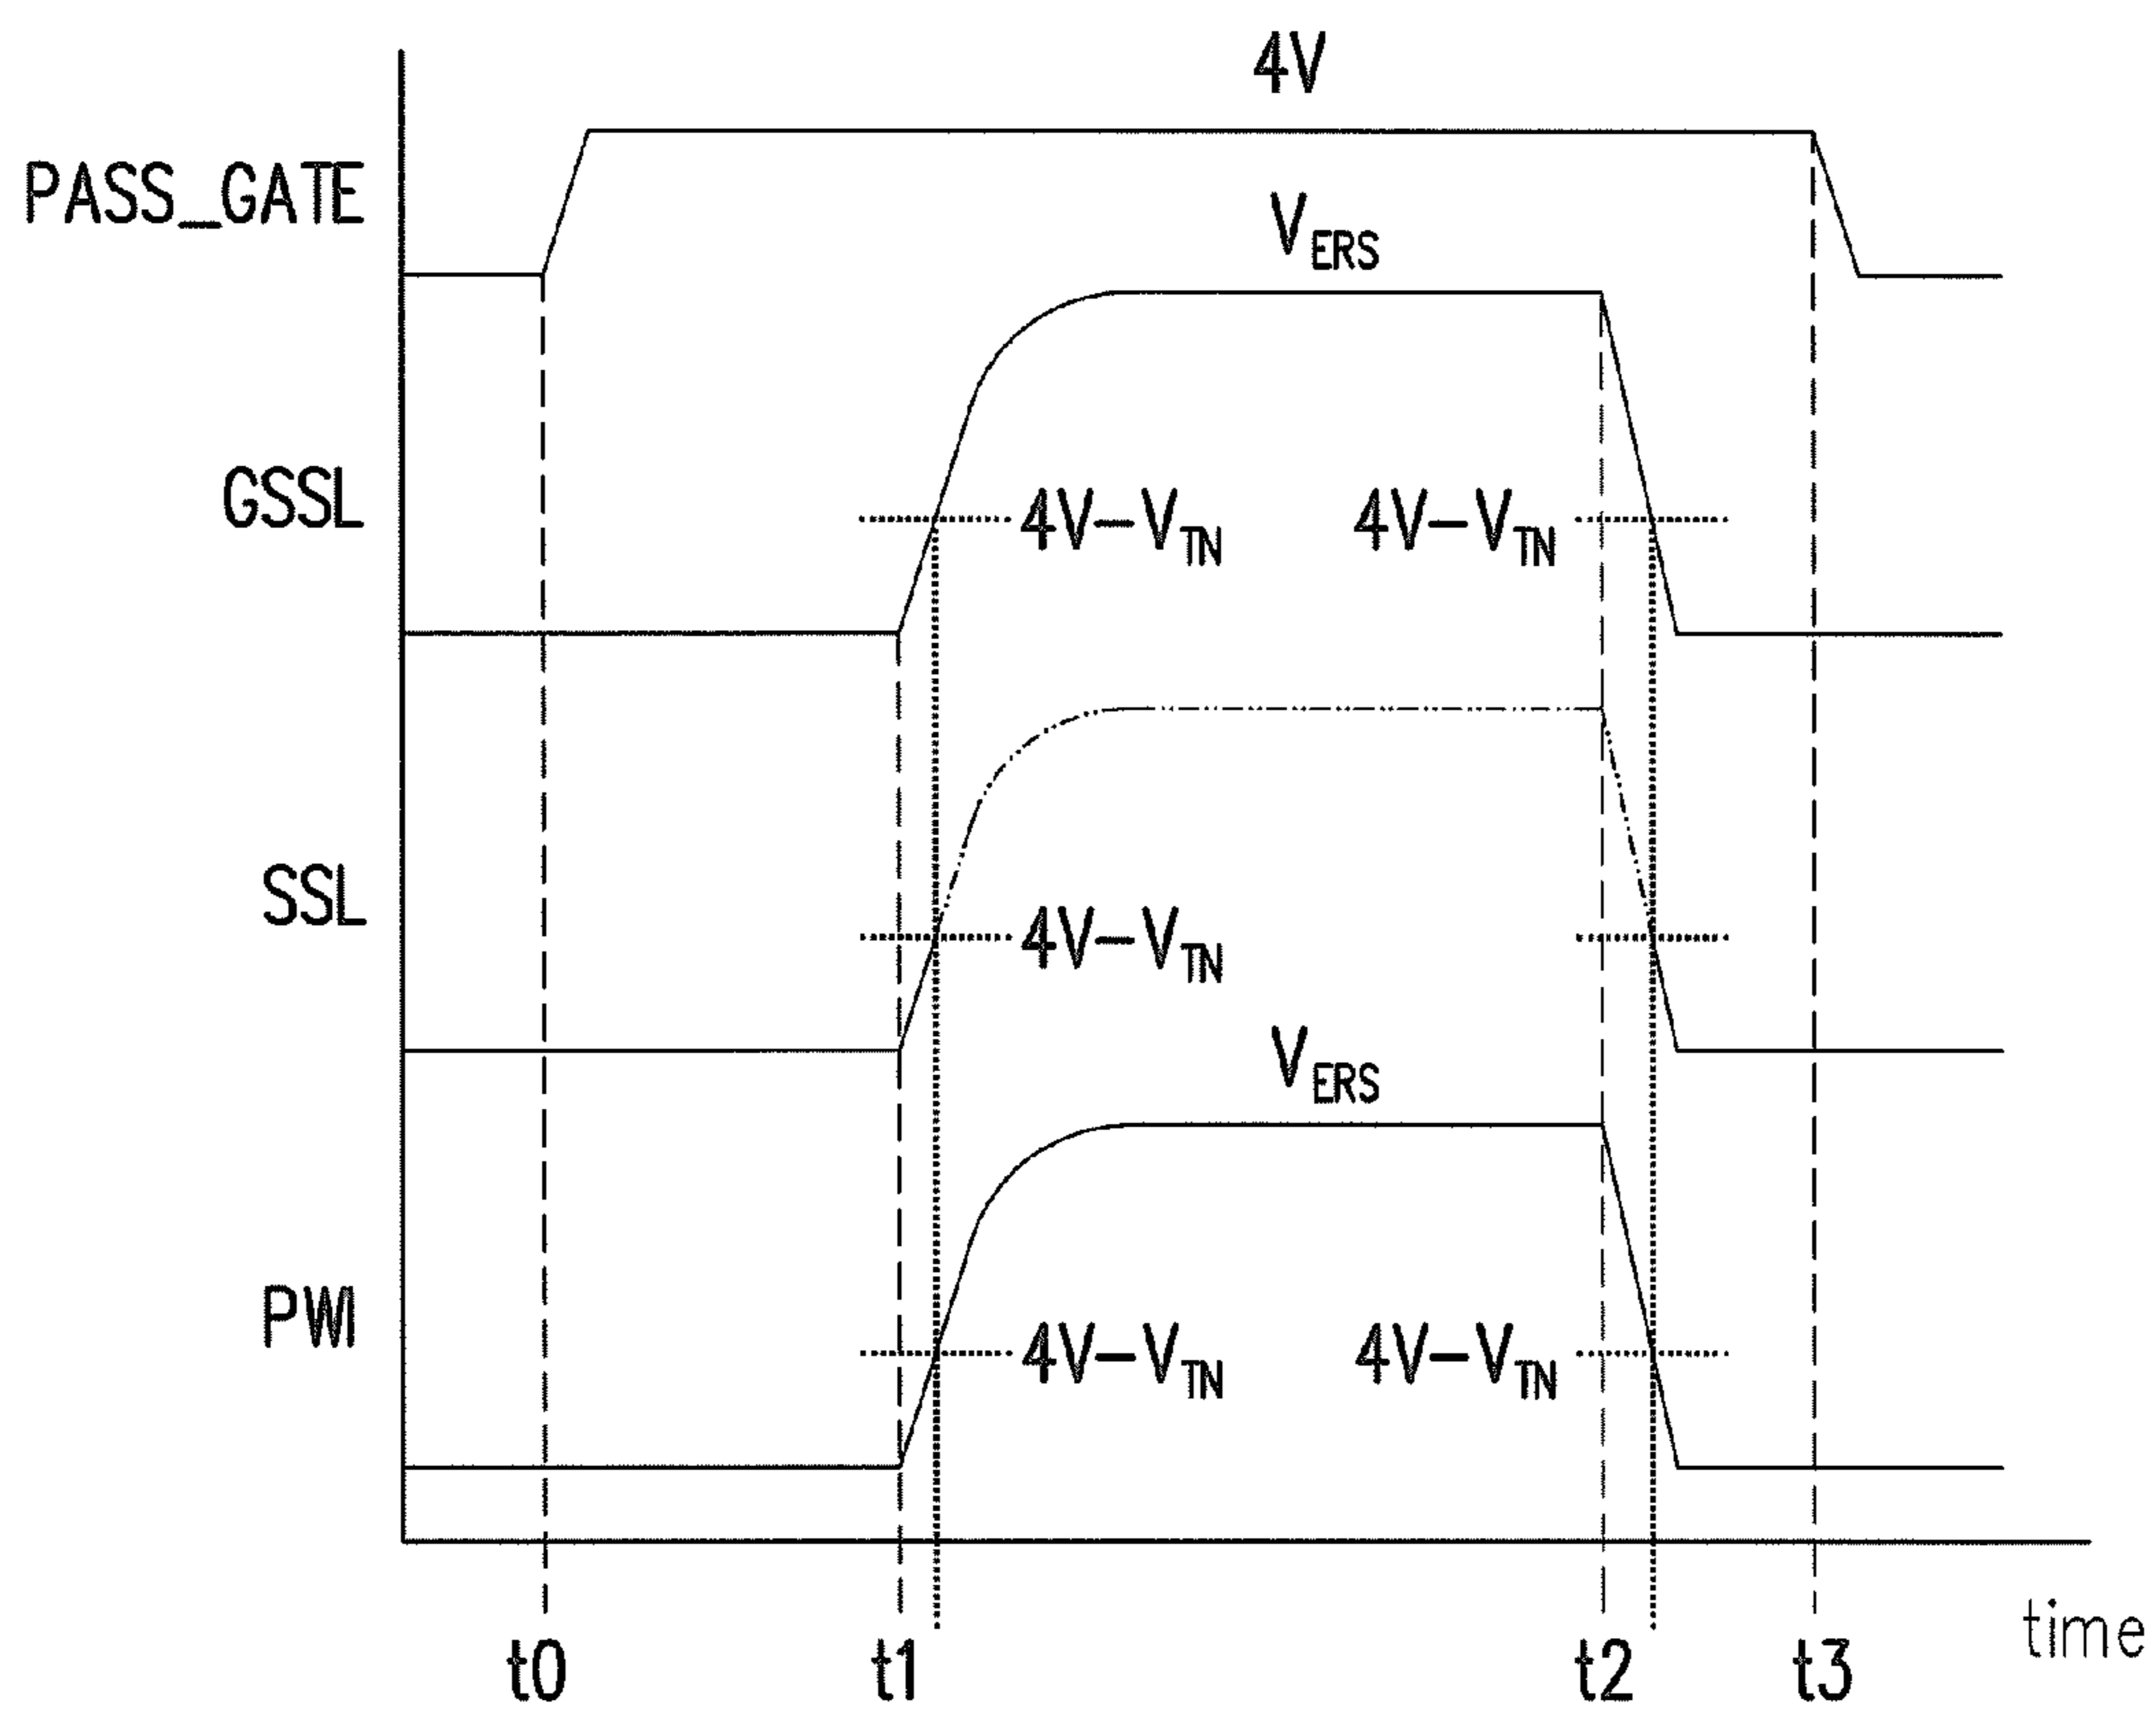 4V
PASS_GATE
VERS
GSSL
4V-VTN 4V-VTN
SSL
4V-VTN
VERS
PWI
4V-VTN 4V-VTN
t0 t1 t2 t3 time